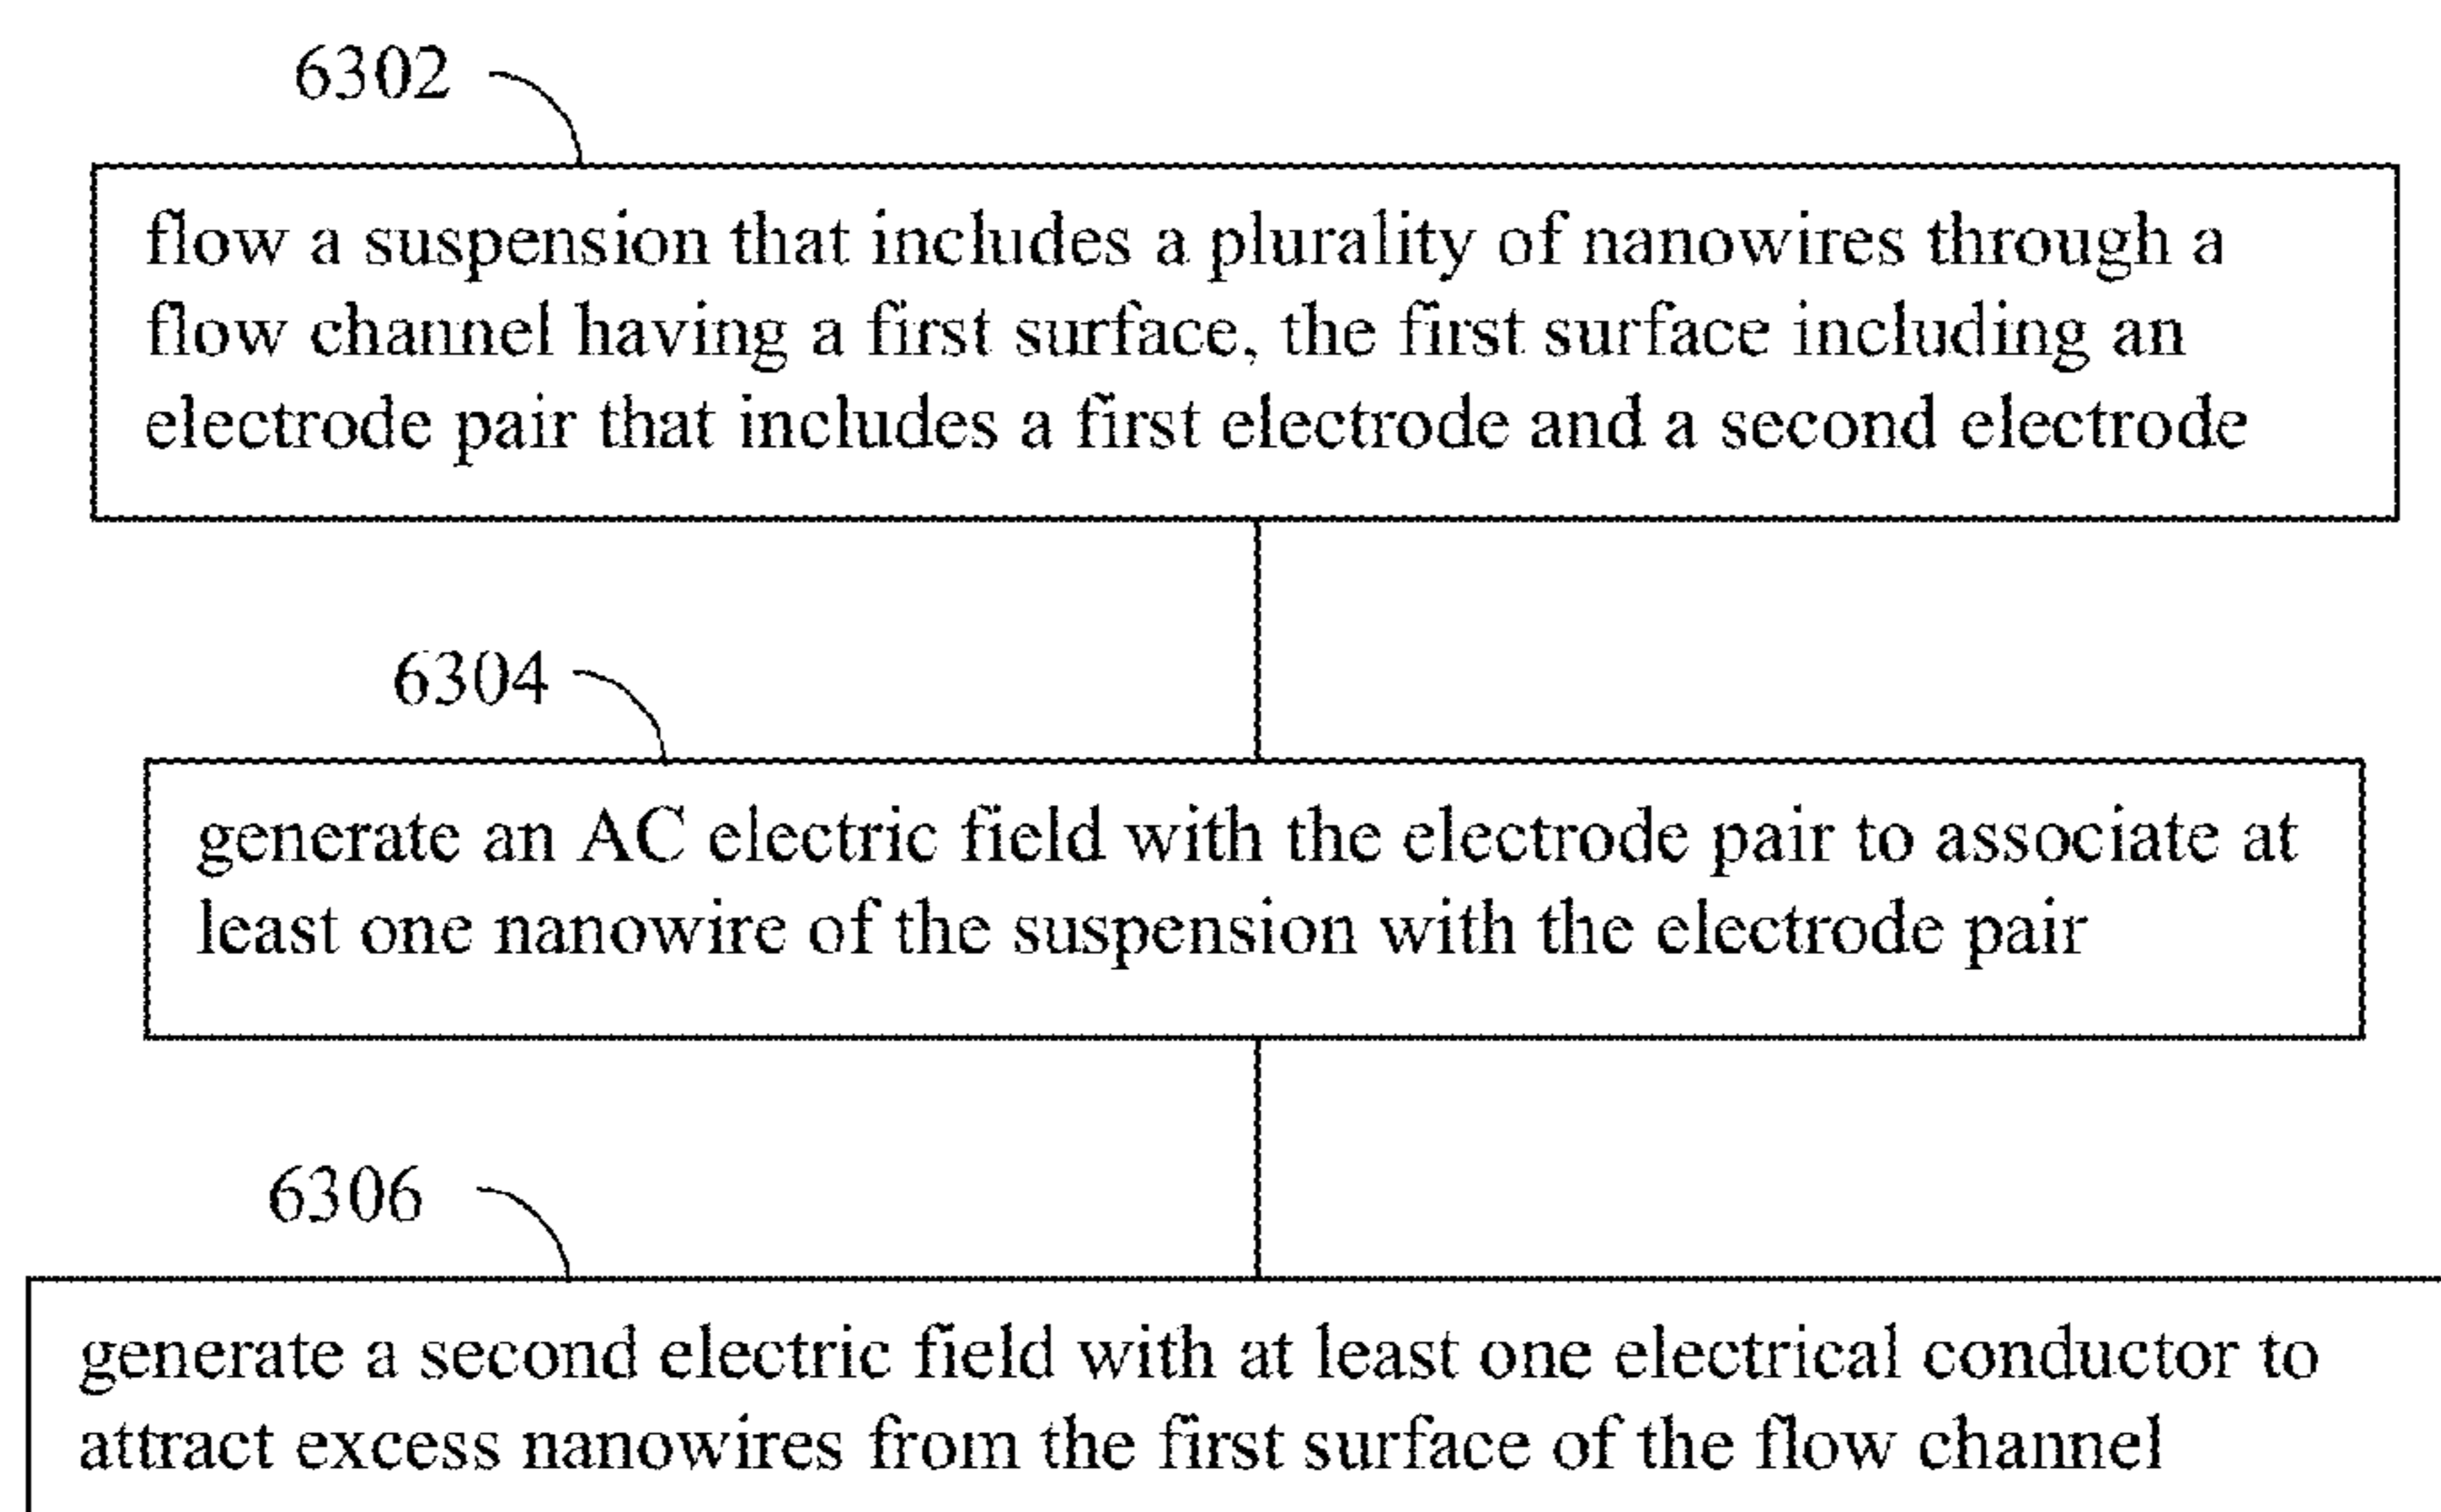 6302
flow a suspension that includes a plurality of nanowires through a
flow channel having a first surface, the first surface including an
electrode pair that includes a first electrode and a second electrode
6304
generate an AC electric field with the electrode pair to associate at
least one nanowire of the suspension with the electrode pair
6306
generate a second electric field with at least one electrical conductor to
attract excess nanowires from the first surface of the flow channel